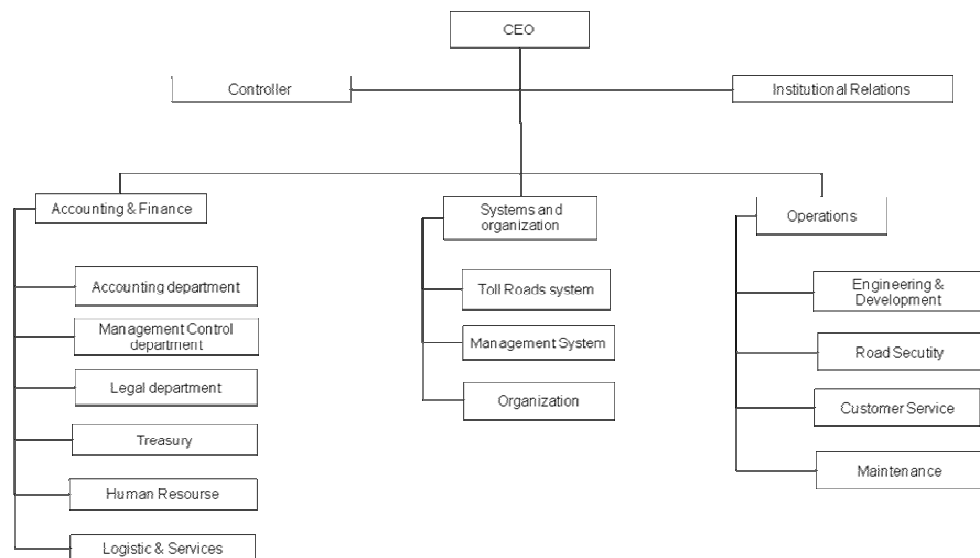 CEO
Controller
Institutional Relations
Accounting & Finance
Systems and
organization
Operations
Accounting department
Management Control
department
Legal department
Treasury
Human Resourse
Logistic & Services
Toll Roads system
Management System
Organization
Engineering &
Development
Road Secutity
Customer Service
Maintenance